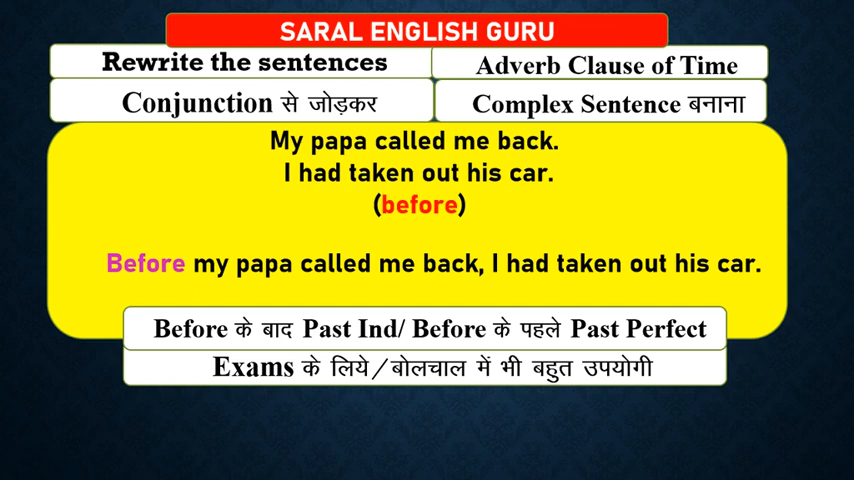 SARAL ENGLISH GURU
Rewrite the sentences
Adverb Clause of Time
Conjunction से जोड़कर
Complex Sentence बनाना
My papa called me back.
I had taken out his car.
(before)
Before my papa called me back, I had taken out his car.
Before के बाद Past Ind/ Before के पहले Past Perfect
Exams के लिये/बोलचाल में भी बहुत उपयोगी